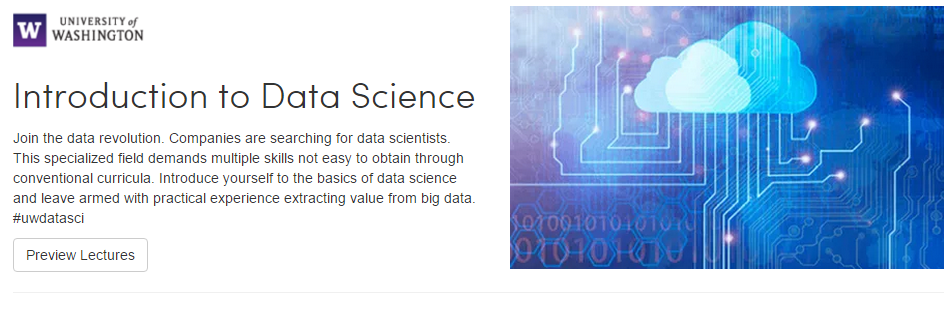 W UNIVERSITY of
WASHINGTON
Introduction to Data Science
Join the data revolution. Companies are searching for data scientists.
This specialized field demands multiple skills not easy to obtain through
conventional curricula. Introduce yourself to the basics of data science
and leave armed with practical experience extracting value from big data.
#uwdatasci
Preview Lectures
010010101010101
01010101010101